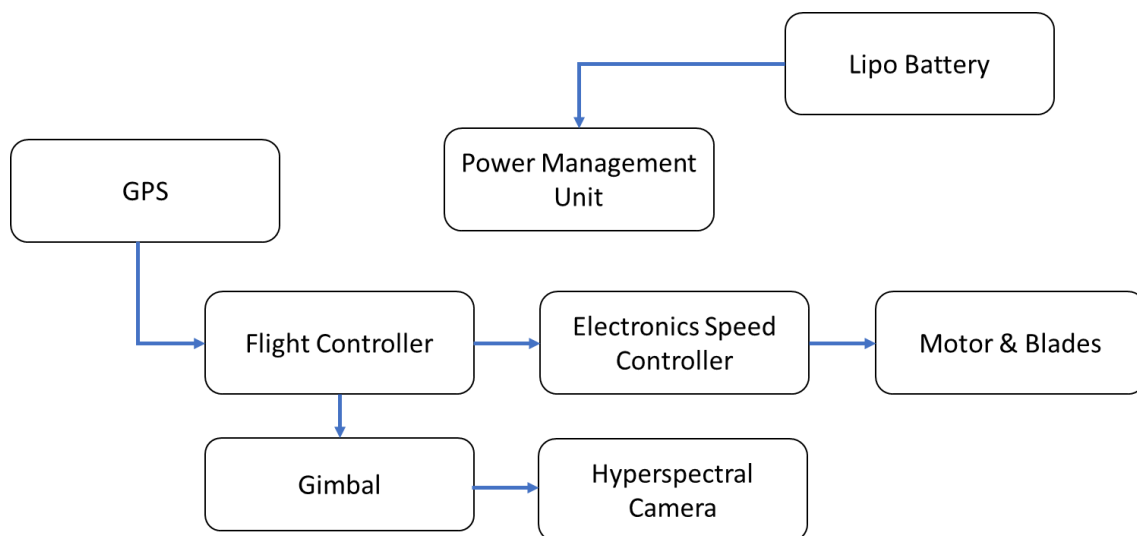 Lipo Battery
Power Management
Unit
GPS
Flight Controller
Electronics Speed
Controller
Motor & Blades
Gimbal
Hyperspectral
Camera